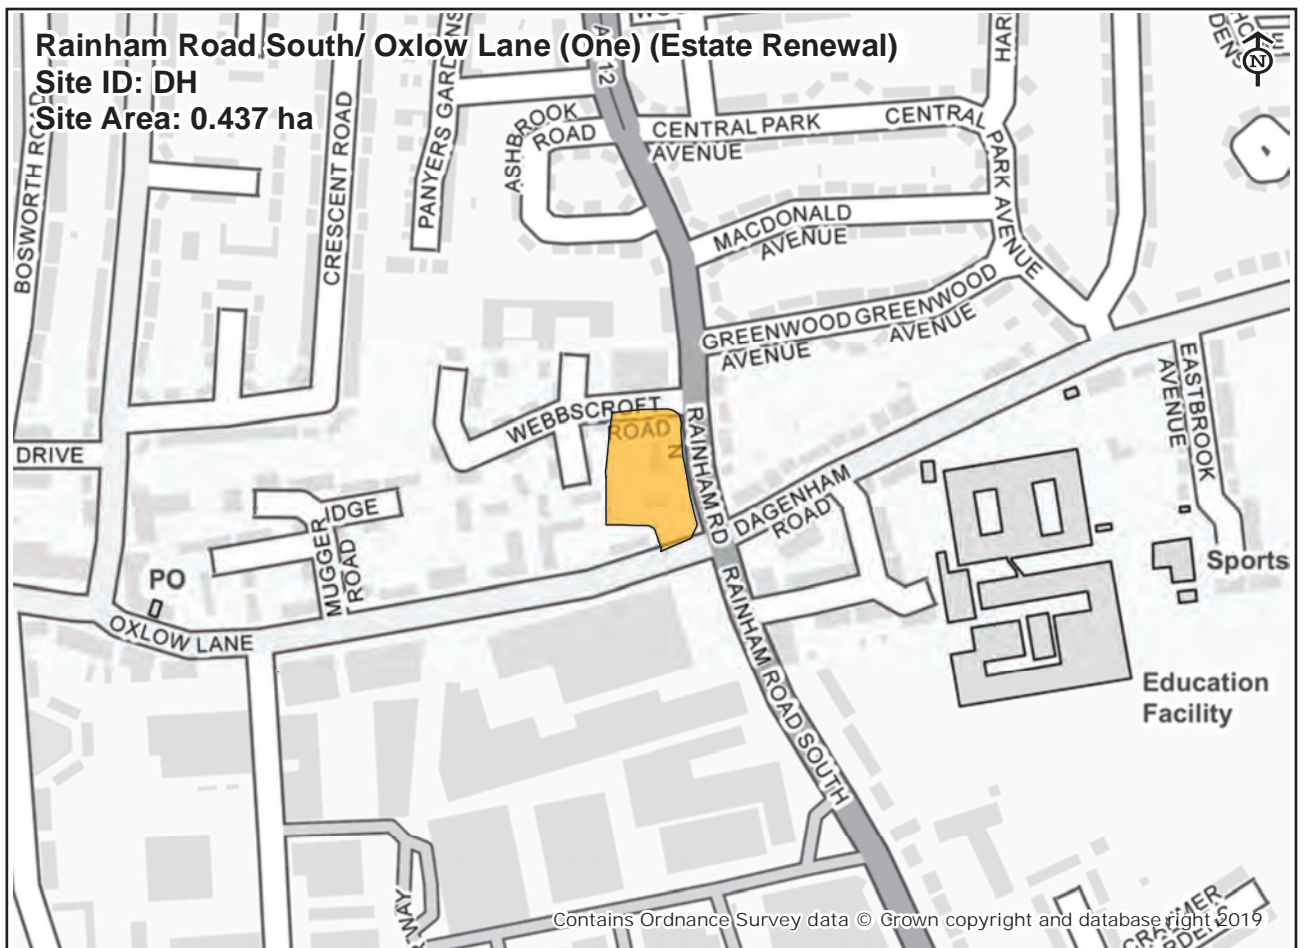 Rainham Road South/ Oxlow Lane (One) (Estate Renewal)
Site ID: DH
Site Area: 0.437 ha
N
BOSWORTH ROAD
CRESCENT ROAD
PANYERS GARDENS
ASHBROOK
ROAD
CENTRAL PARK
AVENUE
CENTRAL
PARK AVENUE
MACDONALD
AVENUE
GREENWOOD
AVENUE
GREENWOOD
AVENUE
EASTBROOK
AVENUE
WEBBSCROFT
ROAD
N
RAINHAM RD
DAGENHAM
ROAD
DRIVE
MUGGERIDGE
ROAD
PO
OXLOW LANE
RAINHAM ROAD SOUTH
Sports
Education
Facility
WAY
Contains Ordnance Survey data © Crown copyright and database right 2019